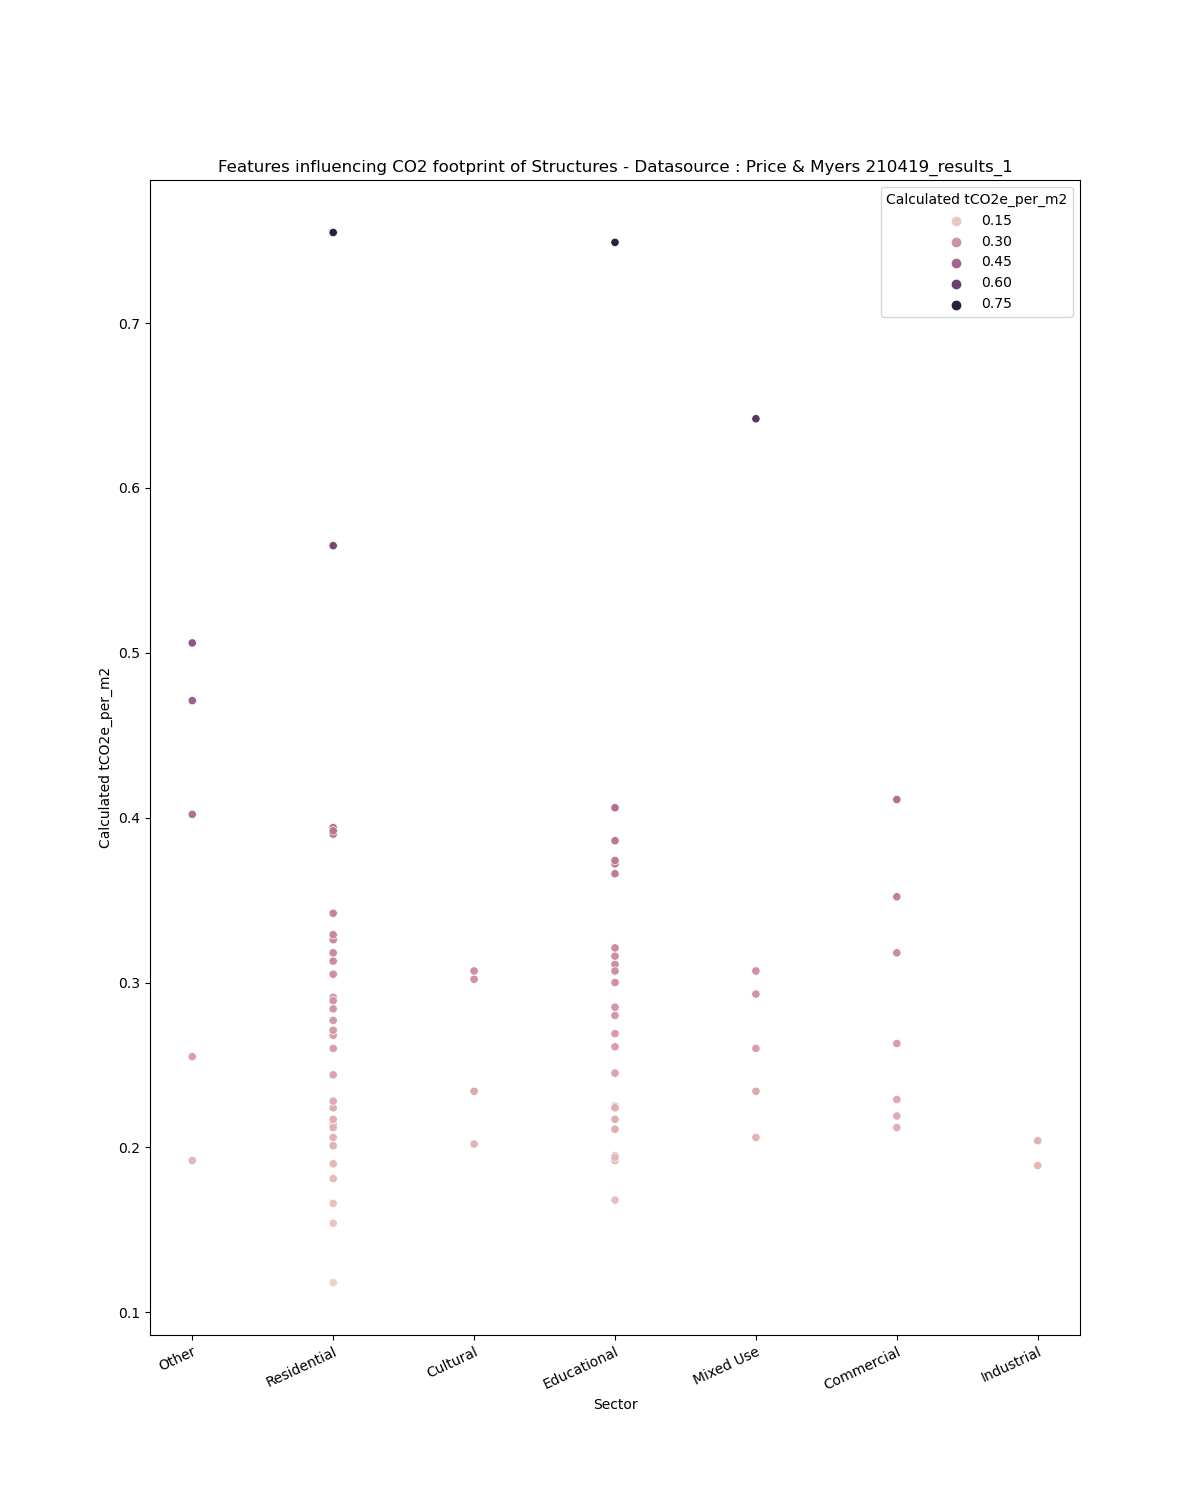 Features influencing CO2 footprint of Structures - Datasource : Price & Myers 210419_results_1
Calculated tCO2e_per_m2
0.15
0.30
0.45
0.60
0.75
0.7
0.6
0.5
0.4
0.3
0.2
0.1
Calculated tCO2e_per_m2
Other
Residential
Cultural
Educational
Mixed Use
Commercial
Industrial
Sector